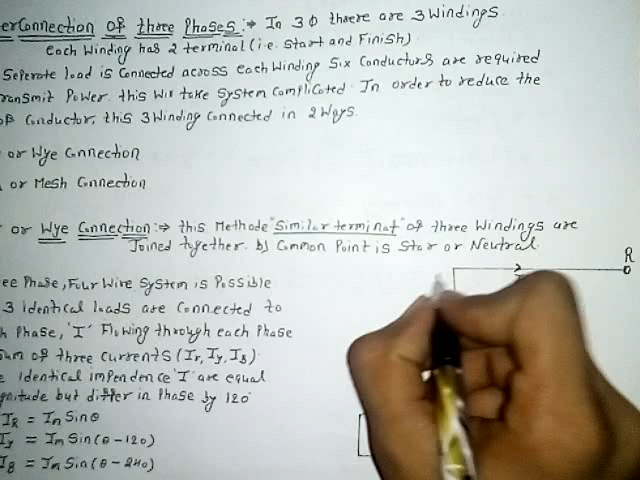 erConnection Of three Phases :⇒ In 3 Φ threre are 3 Windings.
each Winding has 2 terminal (i.e. Start and Finish)
Seperate load is Connected across each Winding Six Conductors are required
ransmit Power. this Will take System Complicated. In order to reduce the
of Conductor, this 3 Winding Connected in 2 Ways.
or Wye Connection
or Mesh Connection
or Wye Connection :⇒ this Methode "Similar terminat" of three Windings are
Joined together. by Common Point is Star or Neutral.
R
ee Phase, Four Wire System is Possible
3 identical loads are Connected to
h Phase, 'I' Flowing through each Phase
sum of three currents (Ir, Iy, IB).
identical impendence 'I' are equal
gnitude but differ in Phase by 120°
IR = Im Sinθ
Iy = Im Sin(θ-120)
IB = Im Sin(θ-240)